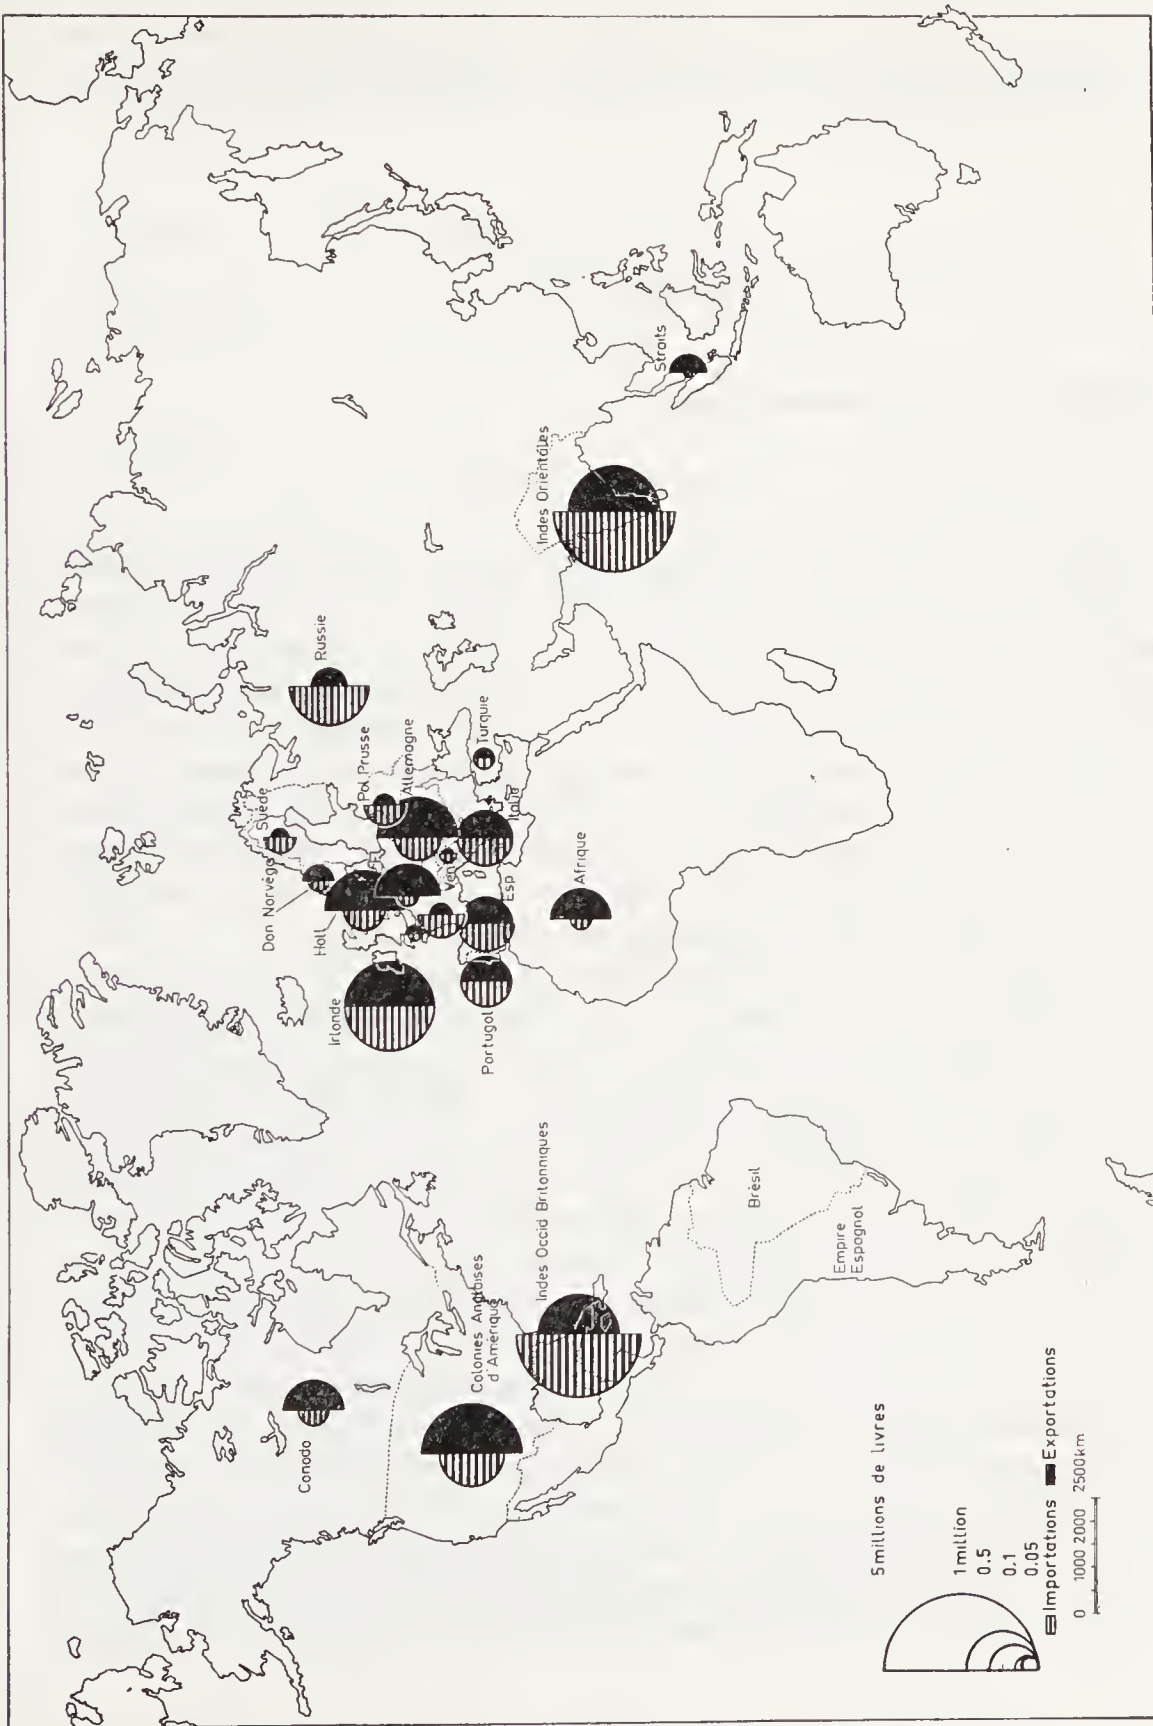 Canada
Colonies Anglaises
d'Amérique
Indes Occid Britanniques
Brésil
Empire
Espagnol
Irlande
Portugal
Holl
Dan Norvège
Suède
Pol Prusse
Allemagne
Ven
Esp
Italie
Turquie
Russie
Afrique
Indes Orientales
Straits
5 millions de livres
1 million
0.5
0.1
0.05
Importations Exportations
0 1000 2000 2500km